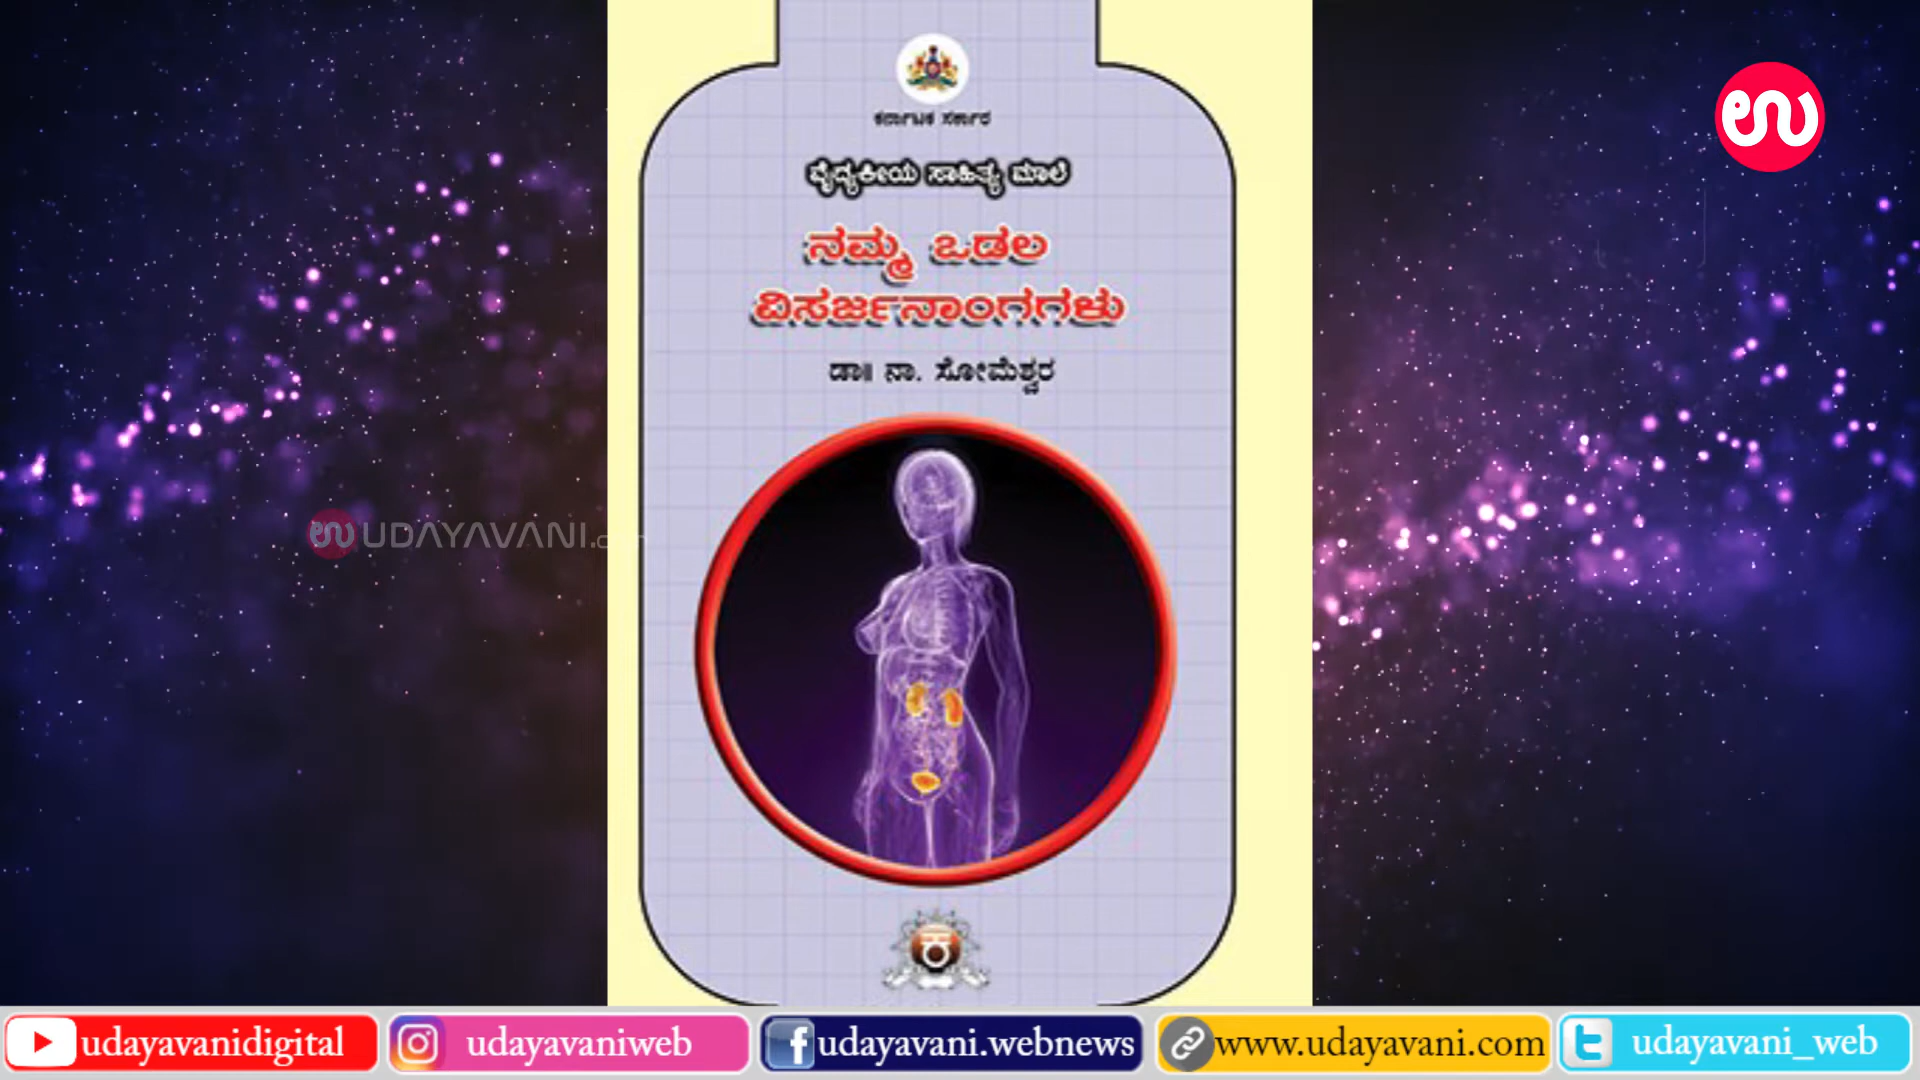 ಉ
ಕರ್ನಾಟಕ ಸರ್ಕಾರ
ವೈದ್ಯಕೀಯ ಸಾಹಿತ್ಯ ಮಾಲೆ
ನಮ್ಮ ಒಡಲ
ವಿಸರ್ಜನಾಂಗಗಳು
ಡಾ॥ ನಾ. ಸೋಮೇಶ್ವರ
ಉ UDAYAVANI.com
ಕ
udayavanidigital
udayavaniweb
udayavani.webnews
www.udayavani.com
udayavani_web